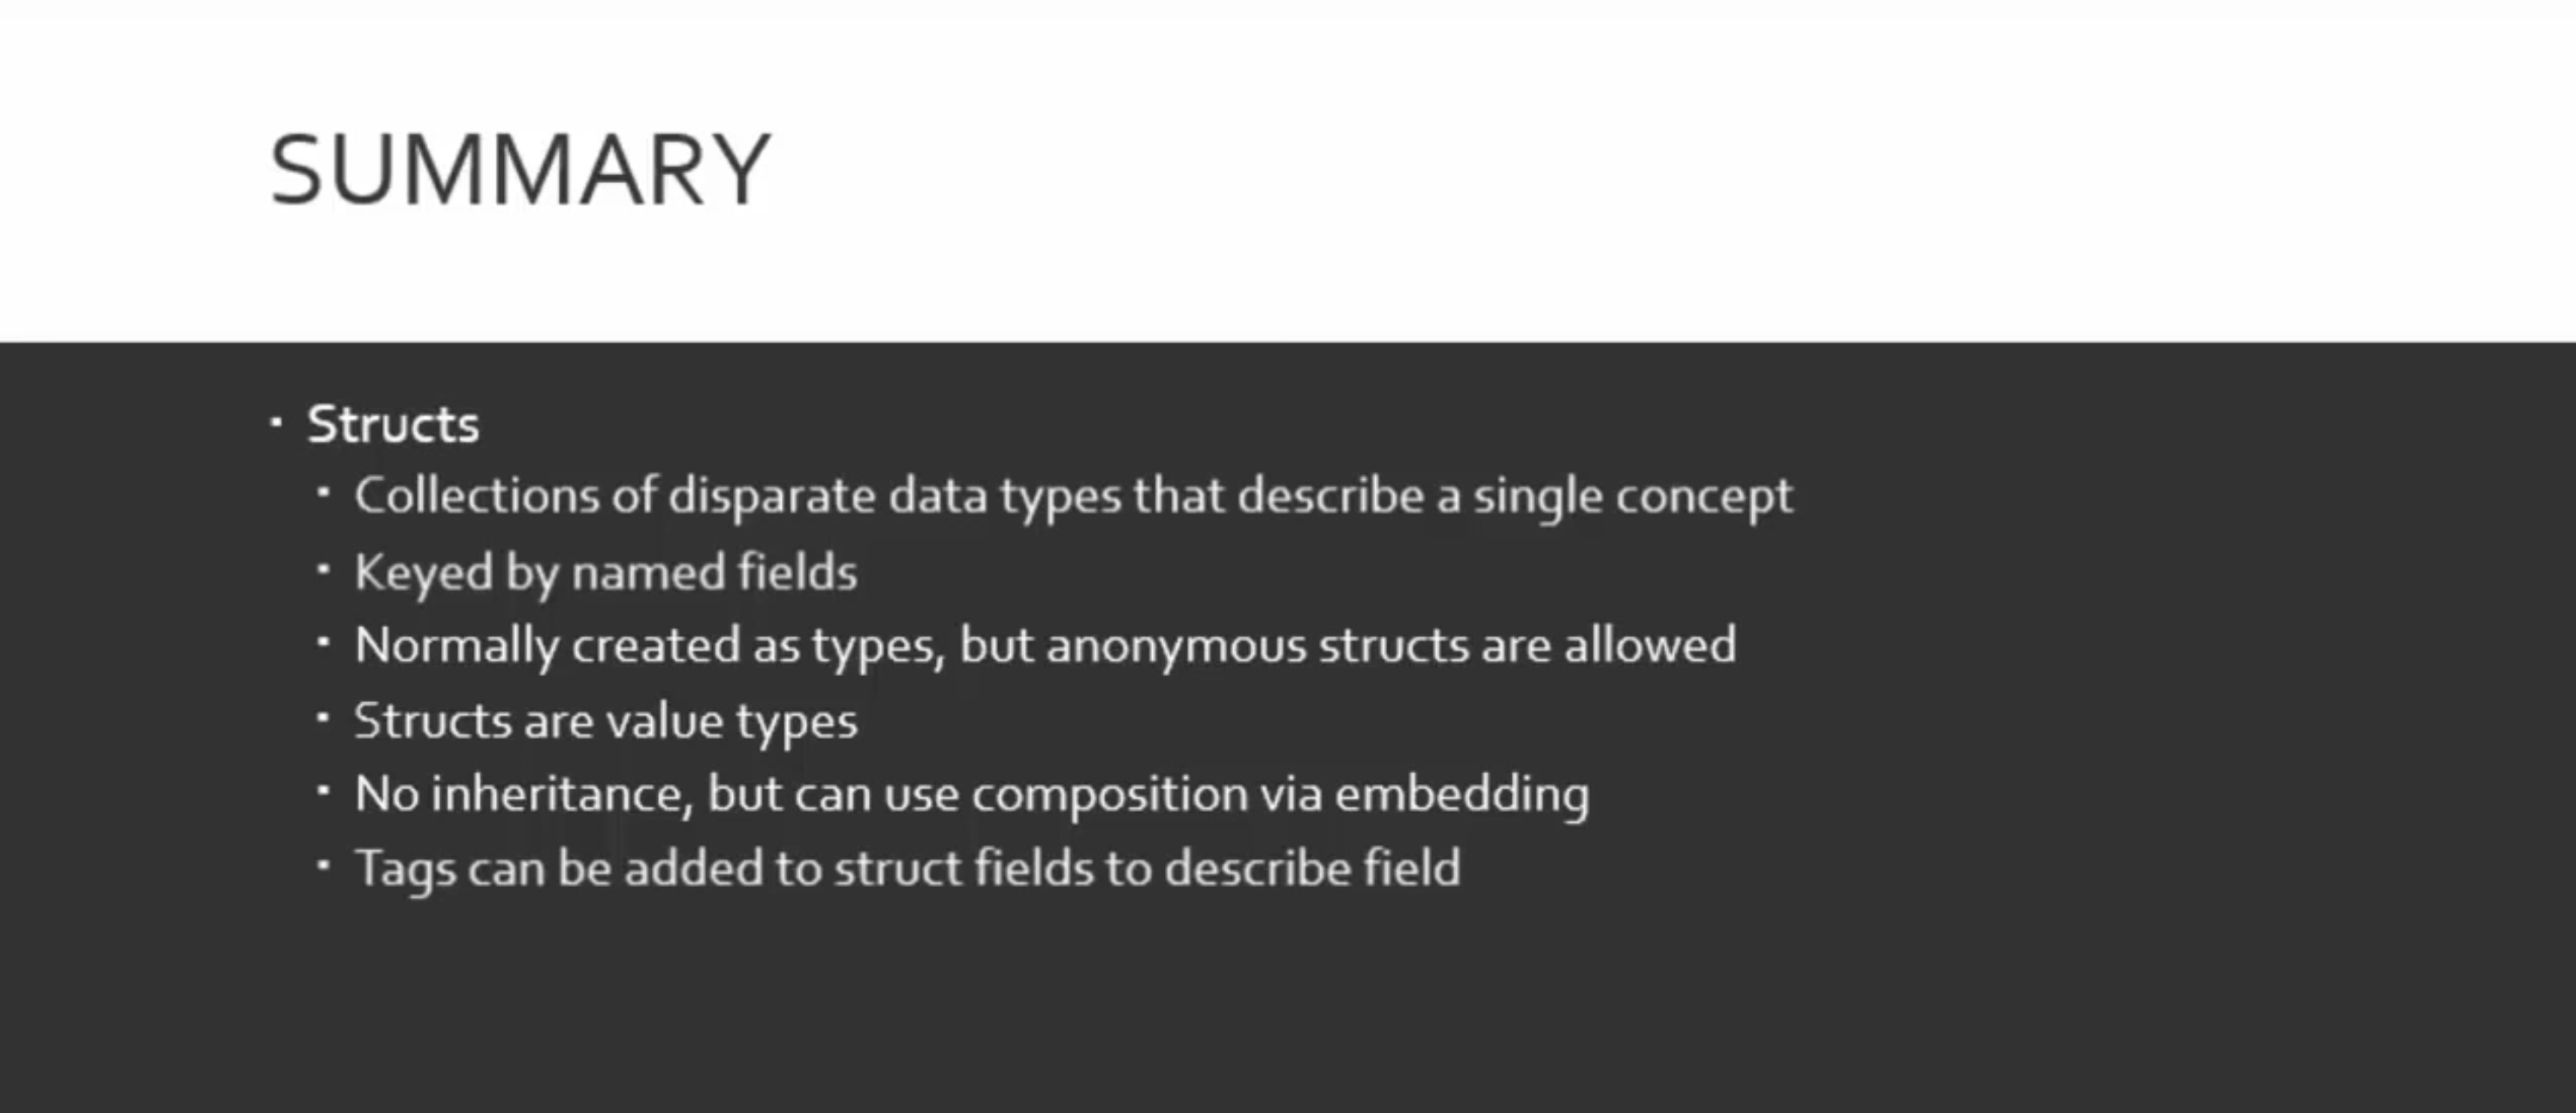 SUMMARY
▪ Structs
▪ Collections of disparate data types that describe a single concept
▪ Keyed by named fields
▪ Normally created as types, but anonymous structs are allowed
▪ Structs are value types
▪ No inheritance, but can use composition via embedding
▪ Tags can be added to struct fields to describe field